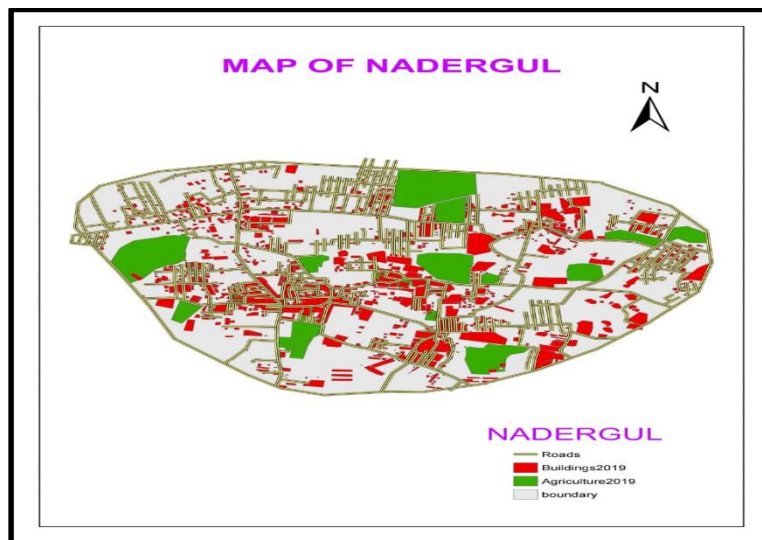 MAP OF NADERGUL
N
NADERGUL
Roads
Buildings2019
Agriculture2019
boundary